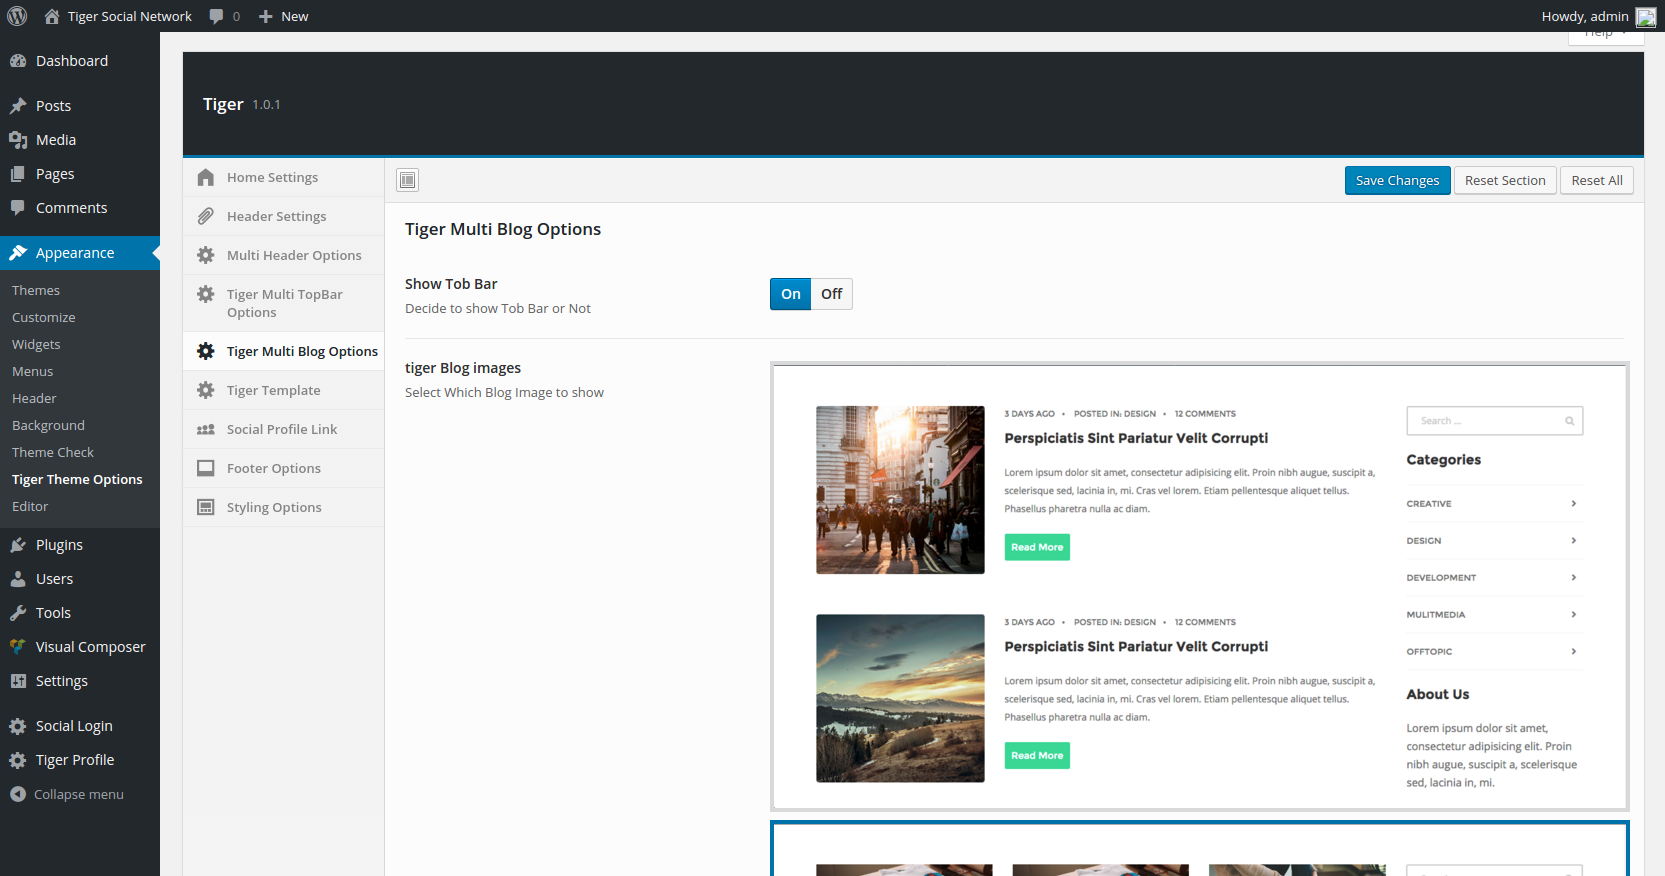 Tiger Social Network
0
New
Howdy, admin
Help
Dashboard
Posts
Media
Pages
Comments
Appearance
Themes
Customize
Widgets
Menus
Header
Background
Theme Check
Tiger Theme Options
Editor
Plugins
Users
Tools
Visual Composer
Settings
Social Login
Tiger Profile
Collapse menu
Tiger 1.0.1
Home Settings
Header Settings
Multi Header Options
Tiger Multi TopBar
Options
Tiger Multi Blog Options
Tiger Template
Social Profile Link
Footer Options
Styling Options
Save Changes
Reset Section
Reset All
Tiger Multi Blog Options
Show Tob Bar
Decide to show Tob Bar or Not
On
Off
tiger Blog images
Select Which Blog Image to show
3 DAYS AGO • POSTED IN: DESIGN • 12 COMMENTS
Perspiciatis Sint Pariatur Velit Corrupti
Lorem ipsum dolor sit amet, consectetur adipisicing elit. Proin nibh augue, suscipit a,
scelerisque sed, lacinia in, mi. Cras vel lorem. Etiam pellentesque aliquet tellus.
Phasellus pharetra nulla ac diam.
Read More
3 DAYS AGO • POSTED IN: DESIGN • 12 COMMENTS
Perspiciatis Sint Pariatur Velit Corrupti
Lorem ipsum dolor sit amet, consectetur adipisicing elit. Proin nibh augue, suscipit a,
scelerisque sed, lacinia in, mi. Cras vel lorem. Etiam pellentesque aliquet tellus.
Phasellus pharetra nulla ac diam.
Read More
Search ...
Categories
CREATIVE
DESIGN
DEVELOPMENT
MULITMEDIA
OFFTOPIC
About Us
Lorem ipsum dolor sit amet,
consectetur adipisicing elit. Proin
nibh augue, suscipit a, scelerisque
sed, lacinia in, mi.